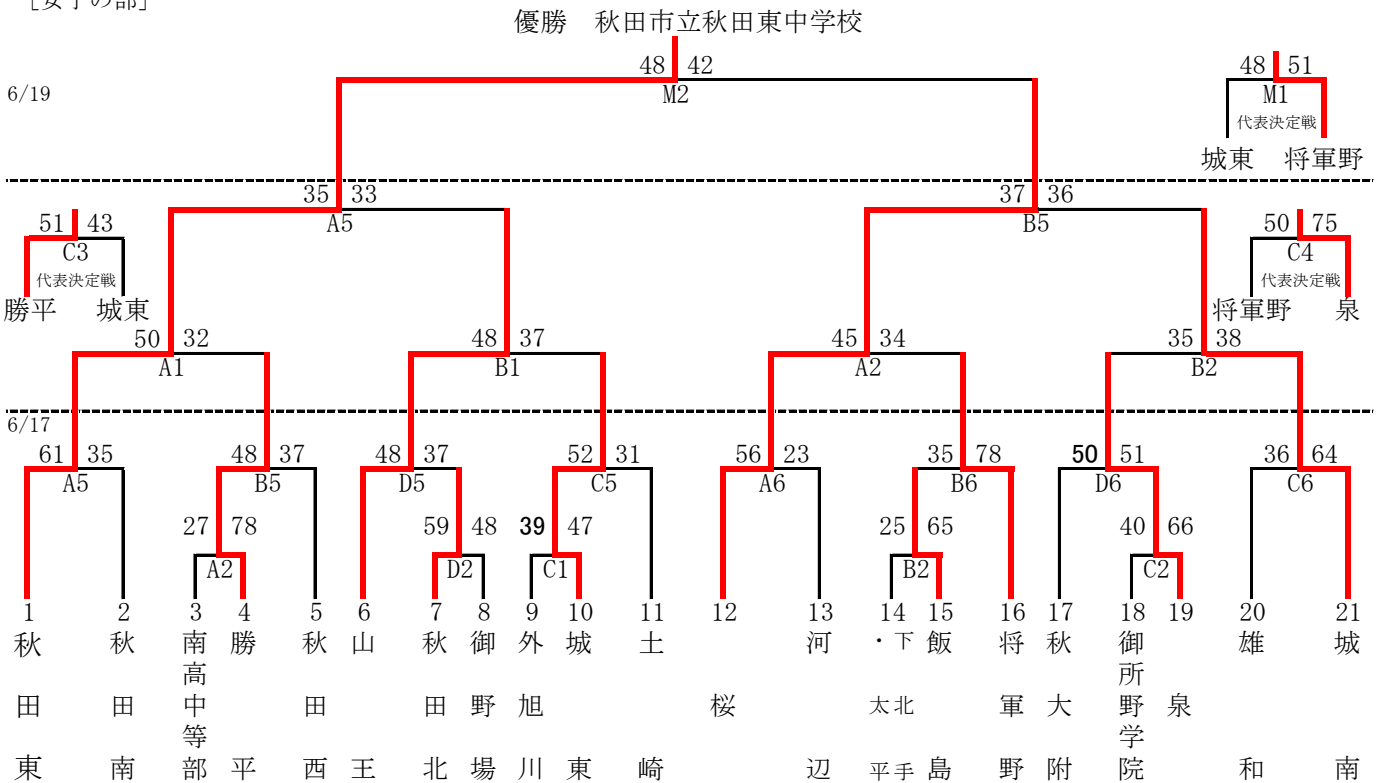 [女子の部]
優勝 秋田市立秋田東中学校
48 42
M2
6/19
48 51
M1
代表決定戦
城東 将軍野
35 33
A5
37 36
B5
51 43
C3
代表決定戦
勝平 城東
50 75
C4
代表決定戦
将軍野 泉
50 32
A1
48 37
B1
45 34
A2
35 38
B2
6/17
61 35
A5
48 37
B5
48 37
D5
52 31
C5
56 23
A6
35 78
B6
50 51
D6
36 64
C6
27 78
A2
59 48
D2
39 47
C1
25 65
B2
40 66
C2
1 2 3 4 5 6 7 8 9 10 11 12 13 14 15 16 17 18 19 20 21
秋田東
秋田南
南高中等部
勝平
秋田西
山王
秋田北
御野場
外旭川
城東
土崎
桜
河辺
下北手
・太平
飯島
将軍野
秋大附
御所野学院
泉
雄和
城南